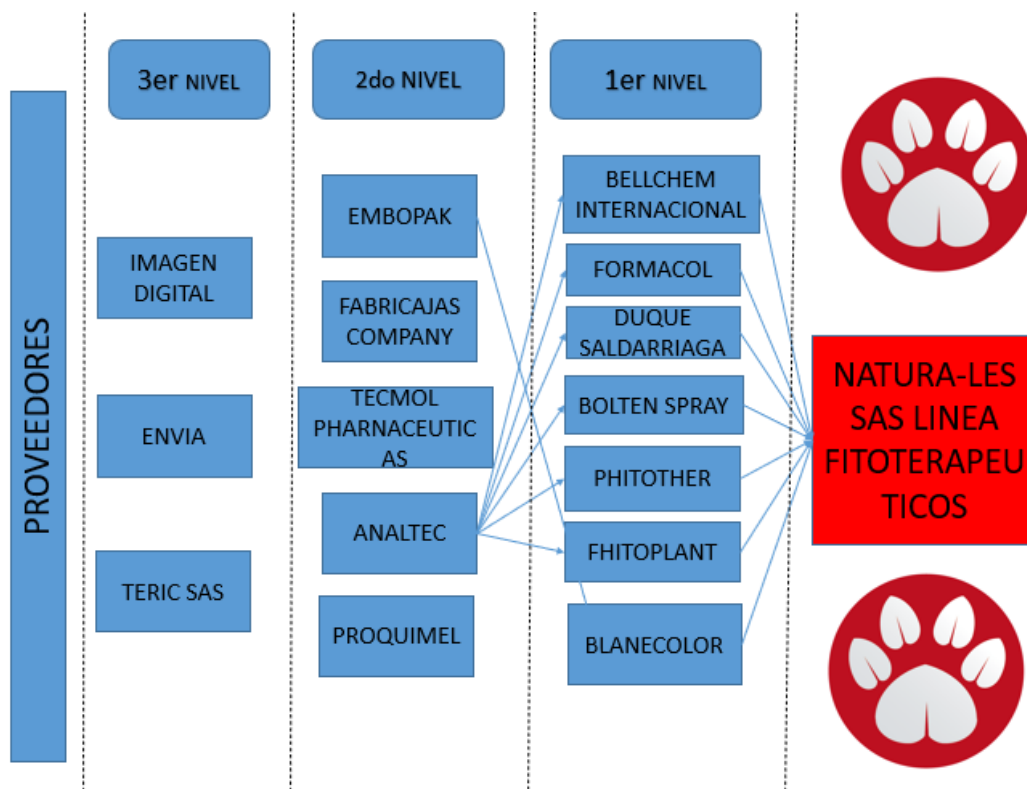 PROVEEDORES
3er NIVEL
IMAGEN
DIGITAL
ENVIA
TERIC SAS
2do NIVEL
EMBOPAK
FABRICAJAS
COMPANY
TECMOL
PHARNACEUTIC
AS
ANALTEC
PROQUIMEL
1er NIVEL
BELLCHEM
INTERNACIONAL
FORMACOL
DUQUE
SALDARRIAGA
BOLTEN SPRAY
PHITOTHER
FHITOPLANT
BLANECOLOR
NATURA-LES
SAS LINEA
FITOTERAPEU
TICOS